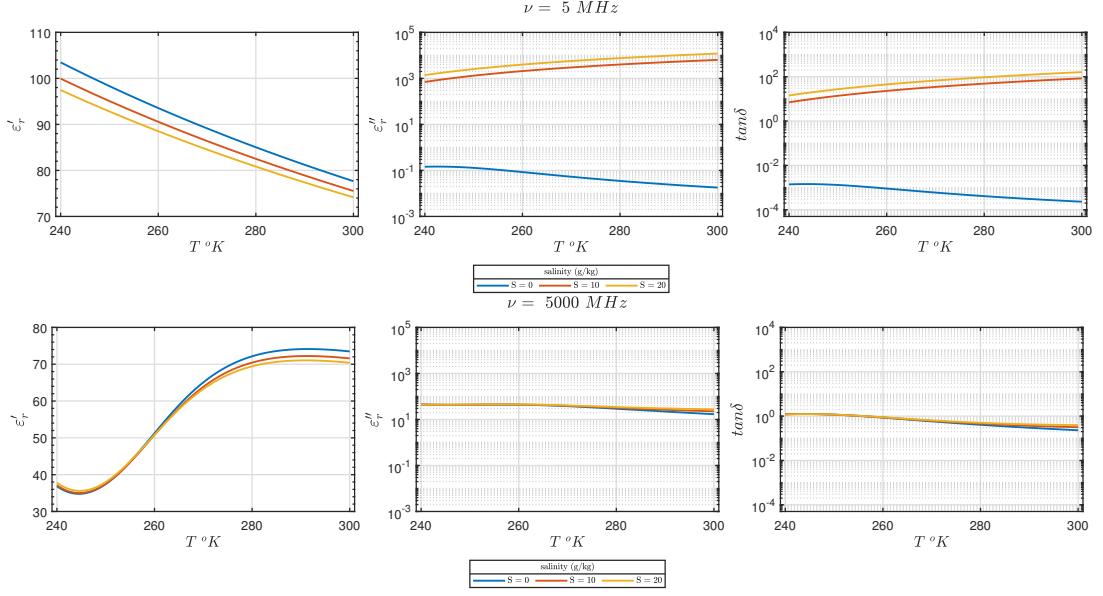 ν = 5 MHz
110
100
90
80
70
ε′r
240 260 280 300
T °K
10^5
10^3
10^1
10^-1
10^-3
ε″r
240 260 280 300
T °K
10^4
10^2
10^0
10^-2
10^-4
tanδ
240 260 280 300
T °K
salinity (g/kg)
S = 0 S = 10 S = 20
ν = 5000 MHz
80
70
60
50
40
30
ε′r
240 260 280 300
T °K
10^5
10^3
10^1
10^-1
10^-3
ε″r
240 260 280 300
T °K
10^4
10^2
10^0
10^-2
10^-4
tanδ
240 260 280 300
T °K
salinity (g/kg)
S = 0 S = 10 S = 20